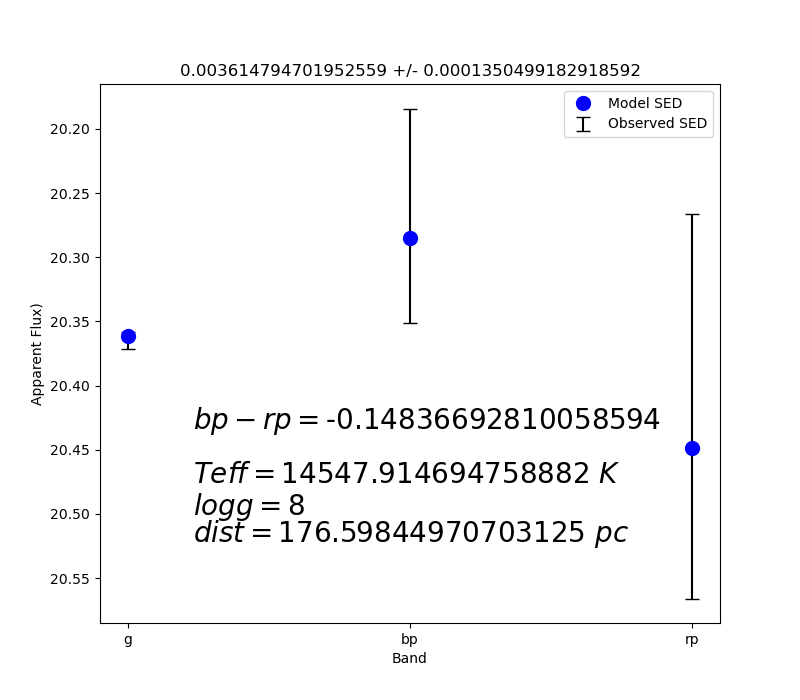 0.003614794701952559 +/- 0.0001350499182918592
Model SED
Observed SED
20.20
20.25
20.30
20.35
20.40
20.45
20.50
20.55
Apparent Flux)
bp − rp = -0.14836692810058594
Teff = 14547.914694758882 K
logg = 8
dist = 176.59844970703125 pc
g bp rp
Band